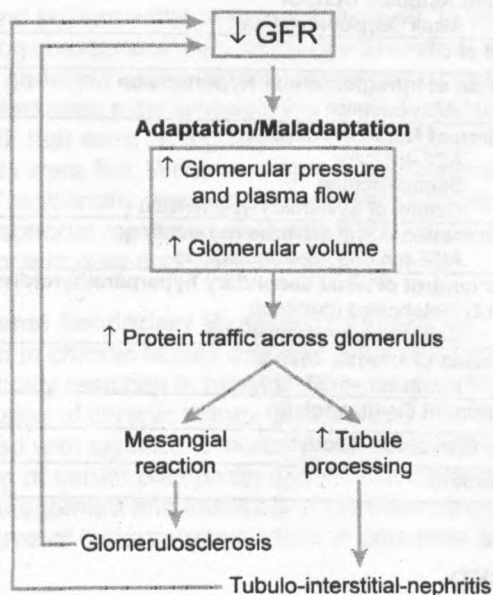 ↓ GFR
Adaptation/Maladaptation
↑ Glomerular pressure
and plasma flow,
↑ Glomerular volume
↑ Protein traffic across glomerulus
Mesangial
reaction
↑ Tubule
processing
Glomerulosclerosis
Tubulo-interstitial-nephritis